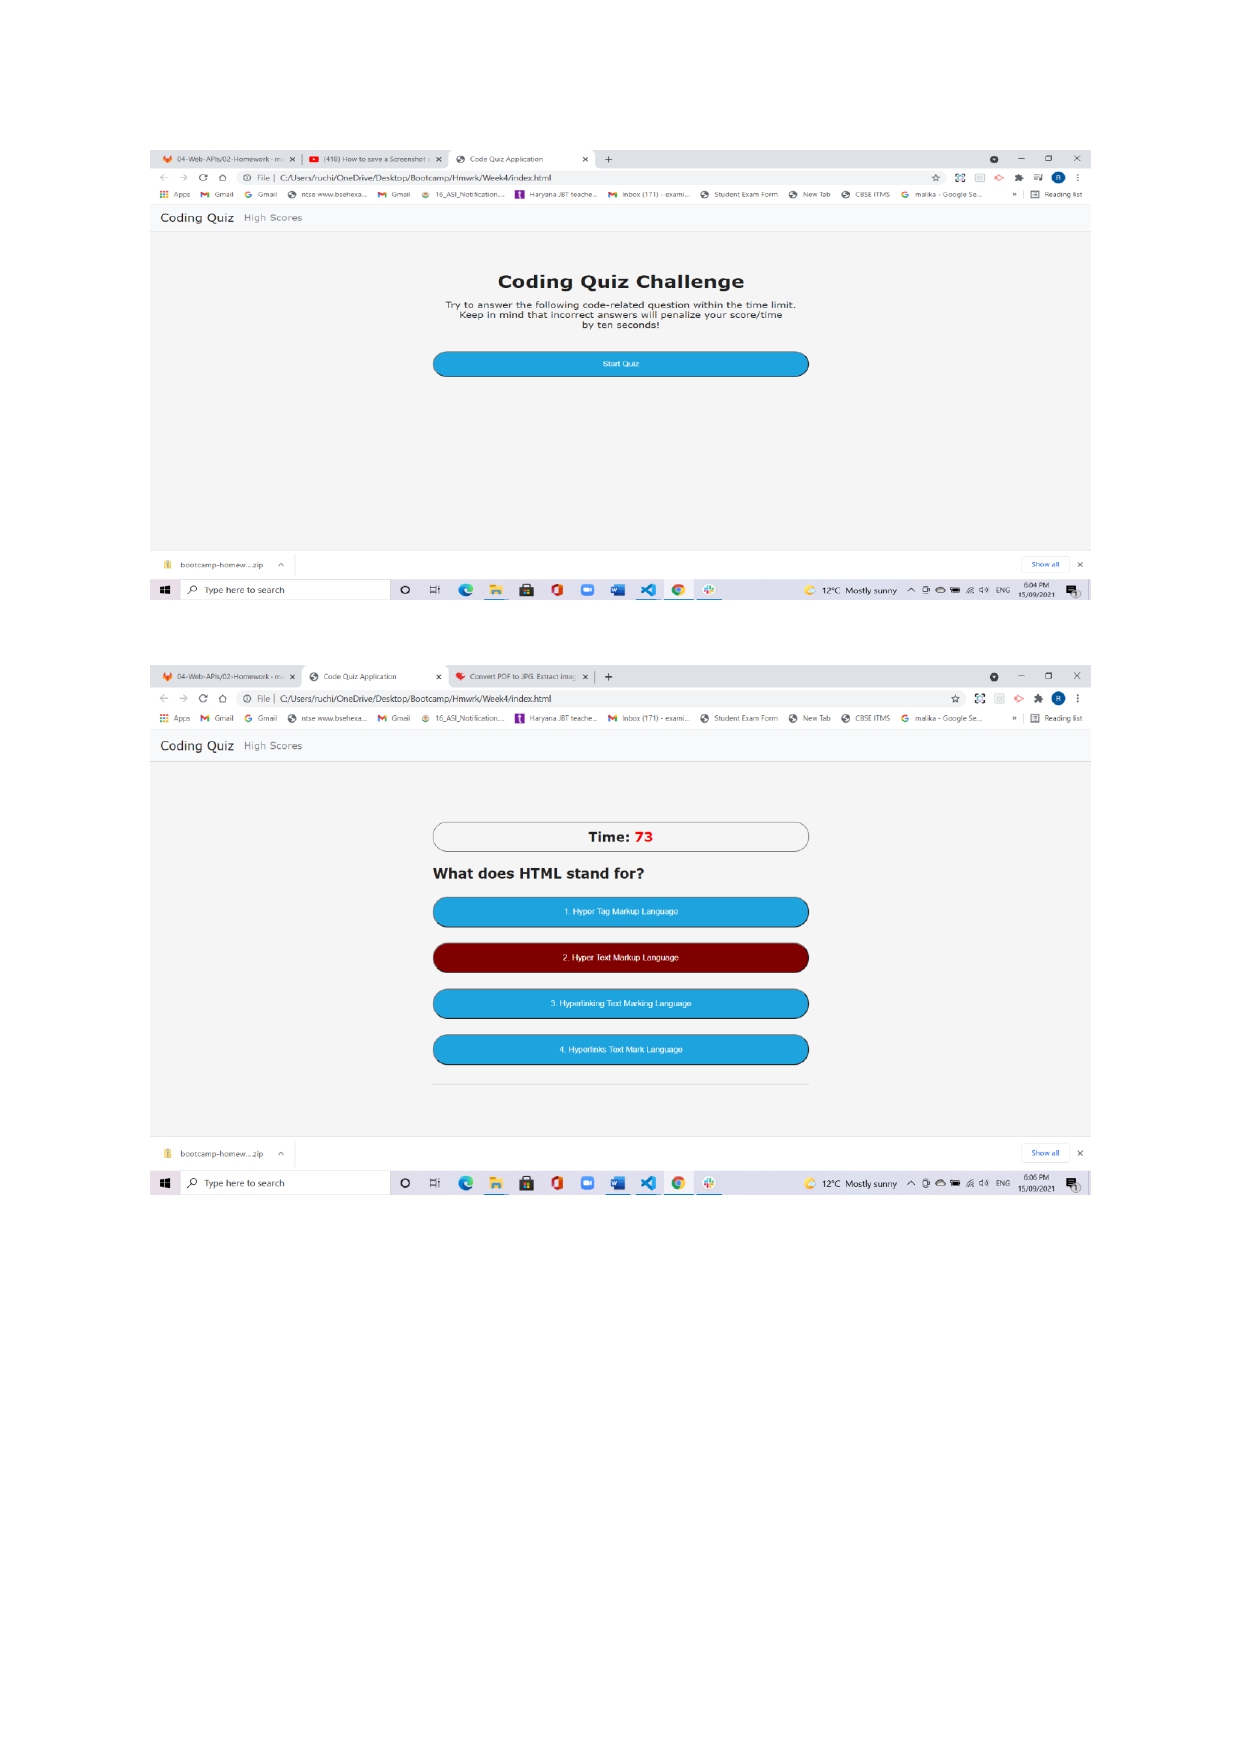 04-Web-APIs/02-Homework - m
(418) How to save a Screenshot
Code Quiz Application
File | C:/Users/ruchi/OneDrive/Desktop/Bootcamp/Hmwrk/Week4/index.html
Apps Gmail Gmail ntse www.bsehexa... Gmail 16_ASI_Notification... Haryana JBT teache... Inbox (171) - exami... Student Exam Form New Tab CBSE ITMS malika - Google Se... » Reading list
Coding Quiz High Scores
Coding Quiz Challenge
Try to answer the following code-related question within the time limit.
Keep in mind that incorrect answers will penalize your score/time
by ten seconds!
Start Quiz
bootcamp-homew...zip
Show all
Type here to search
12°C Mostly sunny
ENG
6:04 PM
15/09/2021
04-Web-APIs/02-Homework - m
Code Quiz Application
Convert PDF to JPG. Extract imag
File | C:/Users/ruchi/OneDrive/Desktop/Bootcamp/Hmwrk/Week4/index.html
Apps Gmail Gmail ntse www.bsehexa... Gmail 16_ASI_Notification... Haryana JBT teache... Inbox (171) - exami... Student Exam Form New Tab CBSE ITMS malika - Google Se... » Reading list
Coding Quiz High Scores
Time: 73
What does HTML stand for?
1. Hyper Tag Markup Language
2. Hyper Text Markup Language
3. Hyperlinking Text Marking Language
4. Hyperlinks Text Mark Language
bootcamp-homew...zip
Show all
Type here to search
12°C Mostly sunny
ENG
6:06 PM
15/09/2021